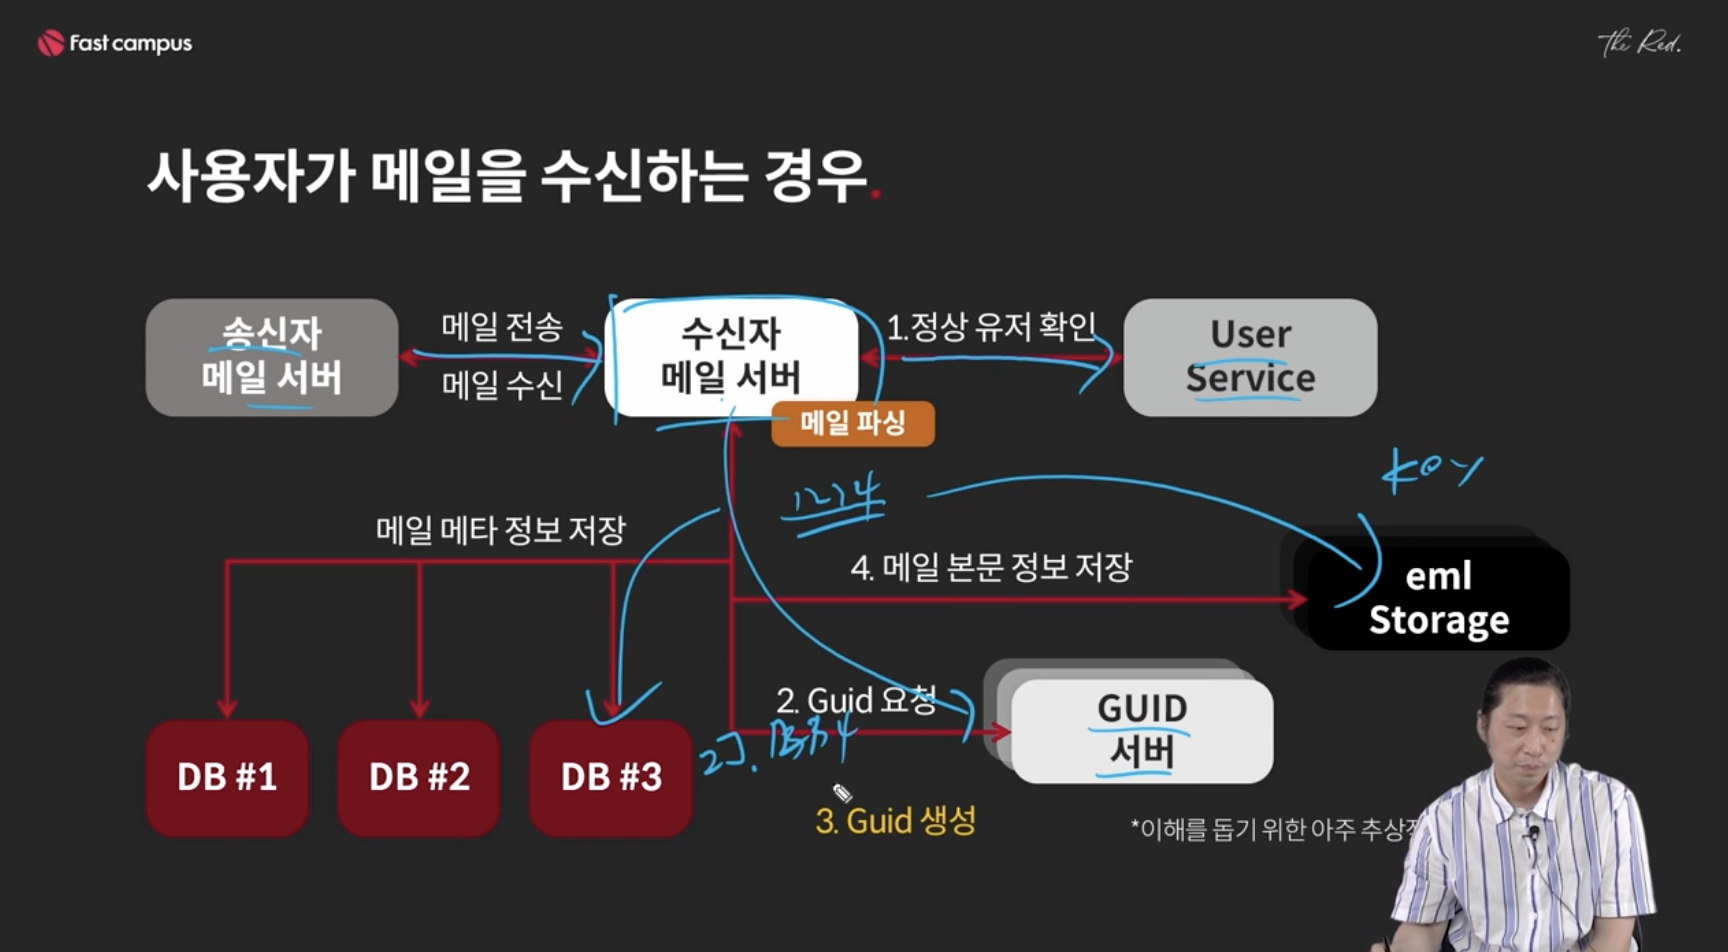 Fast campus
The Red.
사용자가 메일을 수신하는 경우.
송신자
메일 서버
메일 전송
메일 수신
수신자
메일 서버
메일 파싱
1.정상 유저 확인
User
Service
1234
key
메일 메타 정보 저장
4. 메일 본문 정보 저장
eml
Storage
2. Guid 요청
GUID
서버
DB #1
DB #2
DB #3
3. Guid 생성
*이해를 돕기 위한 아주 추상적